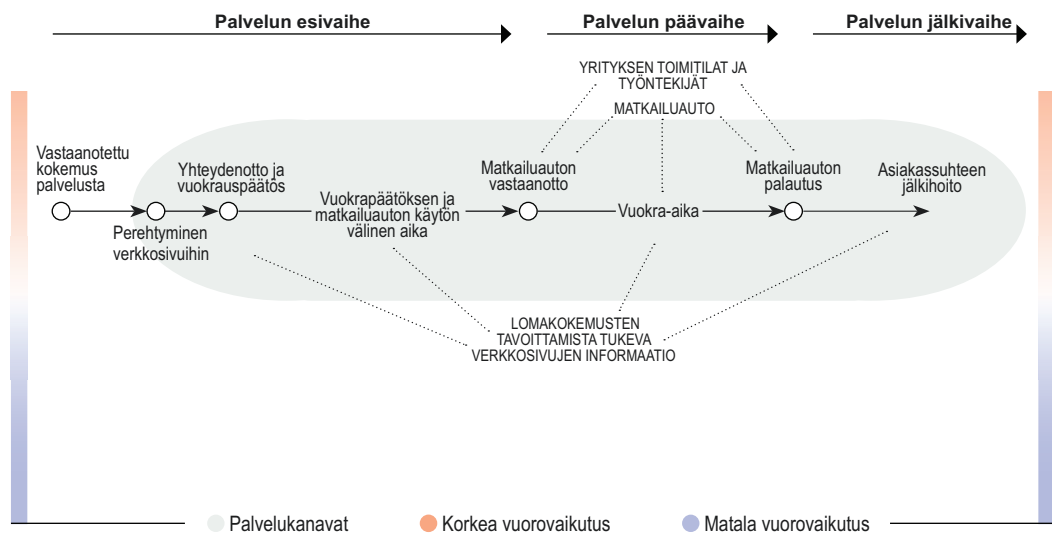 Palvelun esivaihe
Palvelun päävaihe
Palvelun jälkivaihe
YRITYKSEN TOIMITILAT JA
TYÖNTEKIJÄT
MATKAILUAUTO
Vastaanotettu
kokemus
palvelusta
Perehtyminen
verkkosivuihin
Yhteydenotto ja
vuokrauspäätös
Vuokrapäätöksen ja
matkailuauton käytön
välinen aika
Matkailuauton
vastaanotto
Vuokra-aika
Matkailuauton
palautus
Asiakassuhteen
jälkihoito
LOMAKOKEMUSTEN
TAVOITTAMISTA TUKEVA
VERKKOSIVUJEN INFORMAATIO
Palvelukanavat
Korkea vuorovaikutus
Matala vuorovaikutus